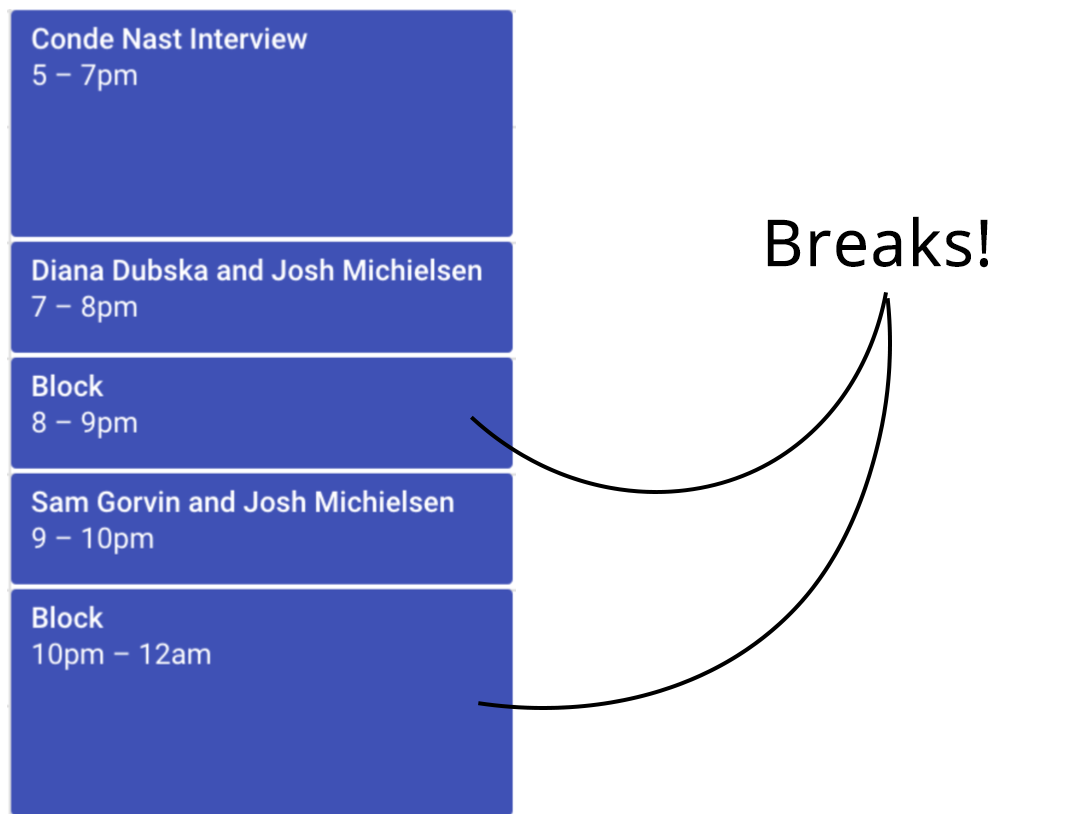 Conde Nast Interview
5 – 7pm
Diana Dubska and Josh Michielsen
7 – 8pm
Block
8 – 9pm
Sam Gorvin and Josh Michielsen
9 – 10pm
Block
10pm – 12am
Breaks!